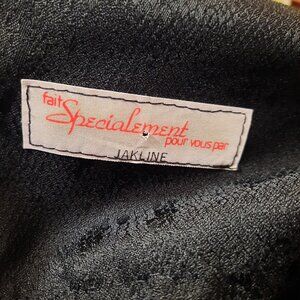 fait
Specialement
pour vous par
JAKLINE